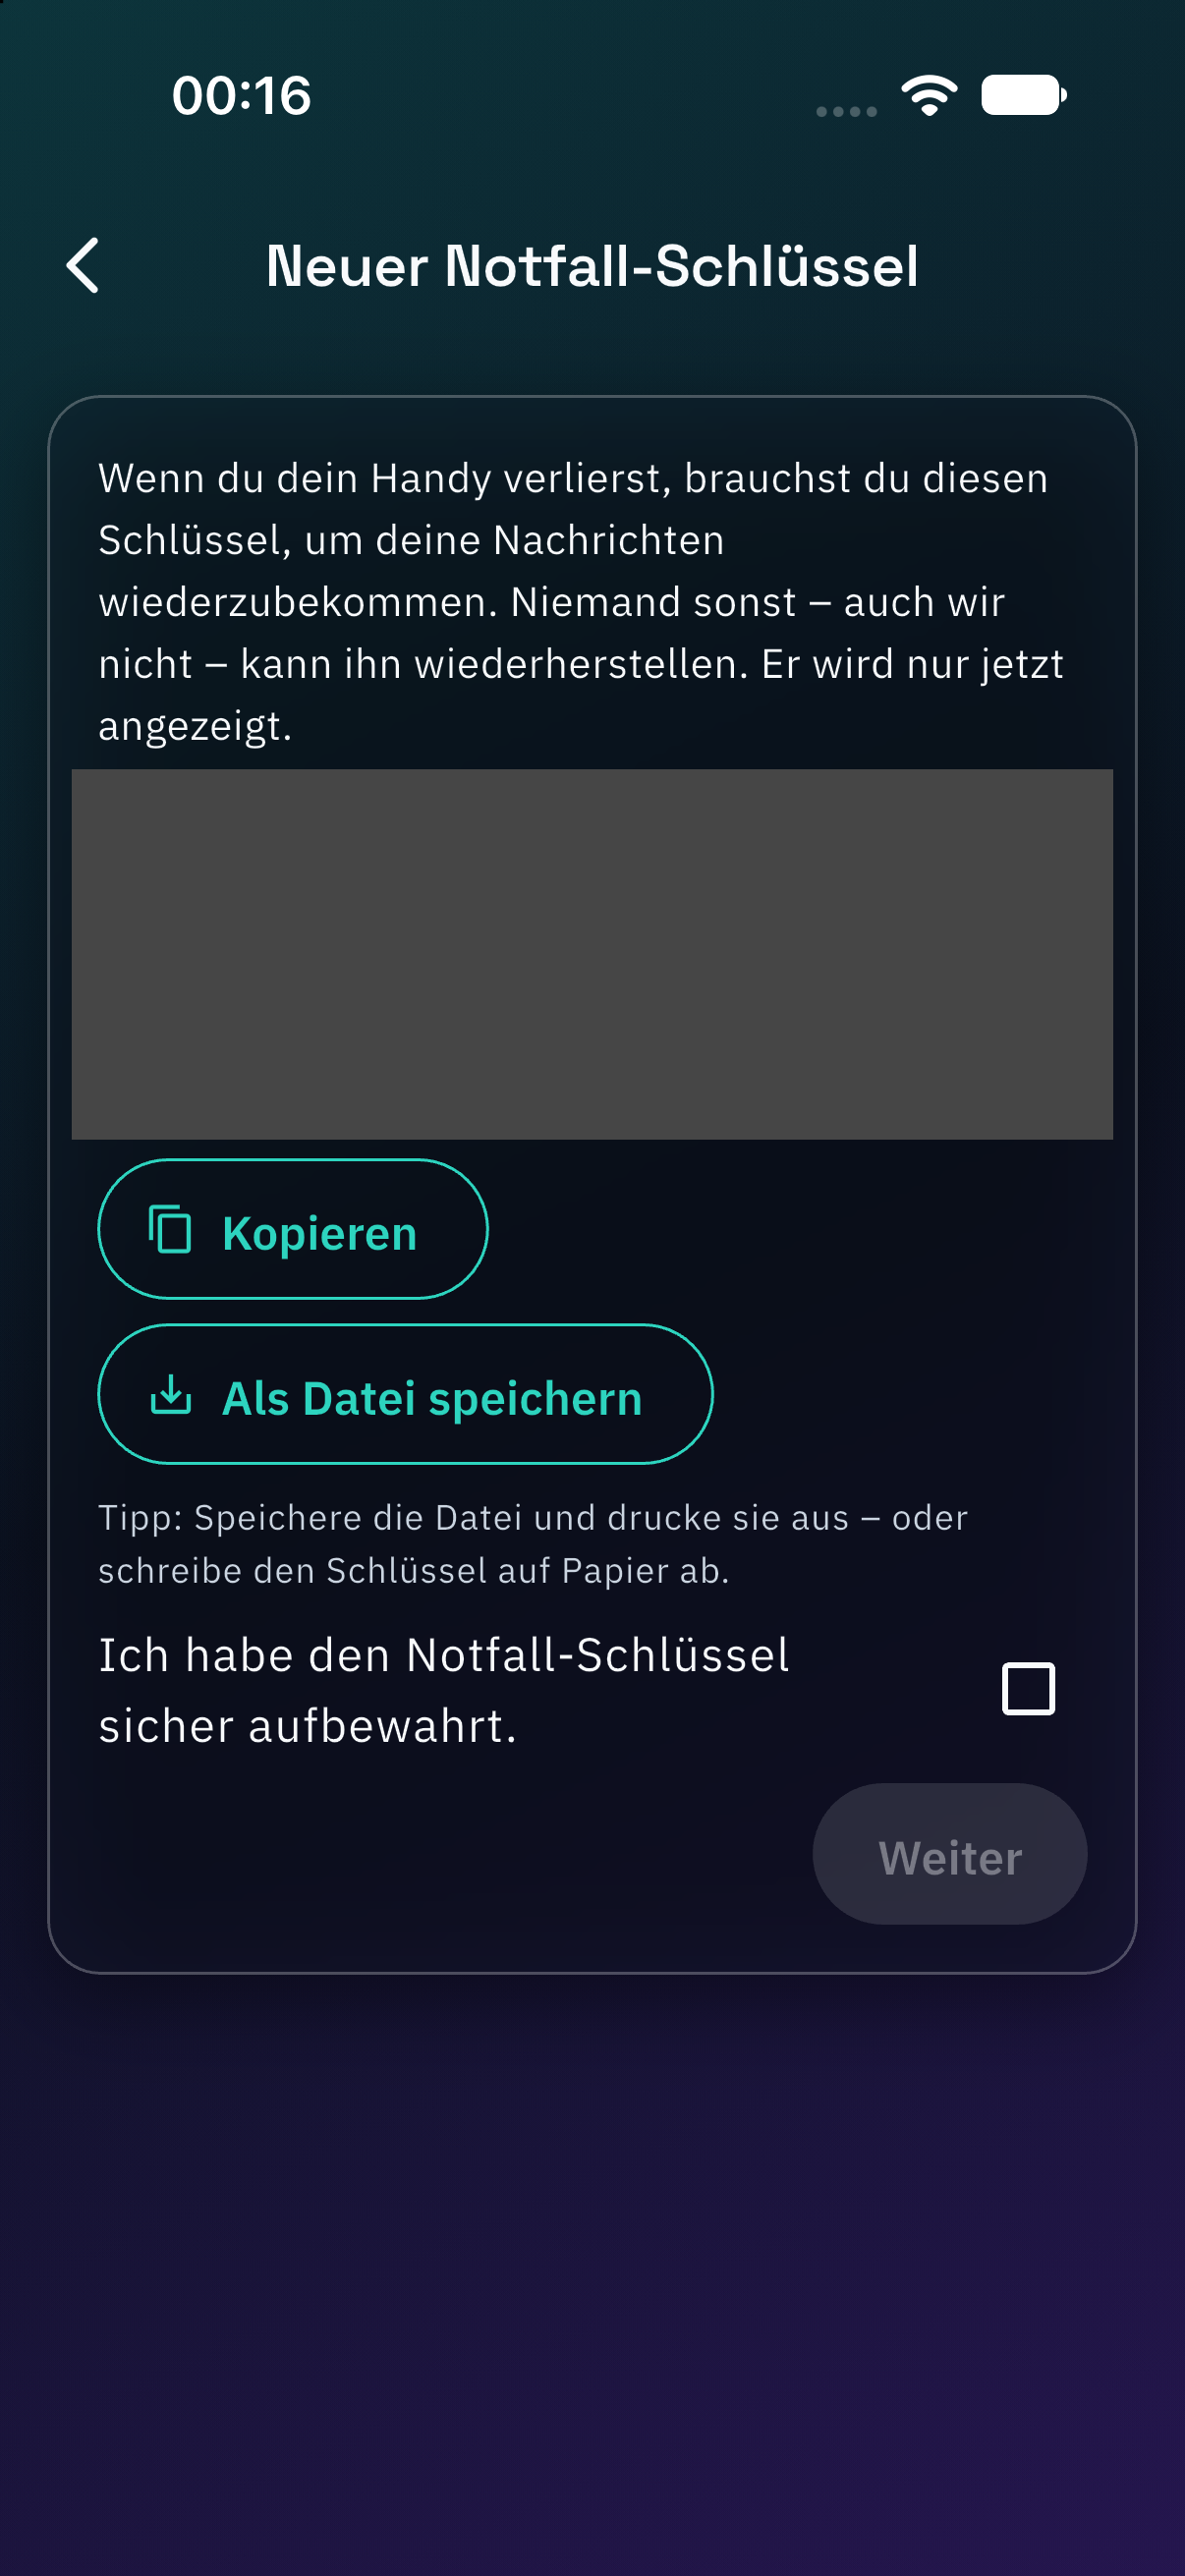 00:16
Neuer Notfall-Schlüssel
Wenn du dein Handy verlierst, brauchst du diesen
Schlüssel, um deine Nachrichten
wiederzubekommen. Niemand sonst – auch wir
nicht – kann ihn wiederherstellen. Er wird nur jetzt
angezeigt.
Kopieren
Als Datei speichern
Tipp: Speichere die Datei und drucke sie aus – oder
schreibe den Schlüssel auf Papier ab.
Ich habe den Notfall-Schlüssel
sicher aufbewahrt.
Weiter